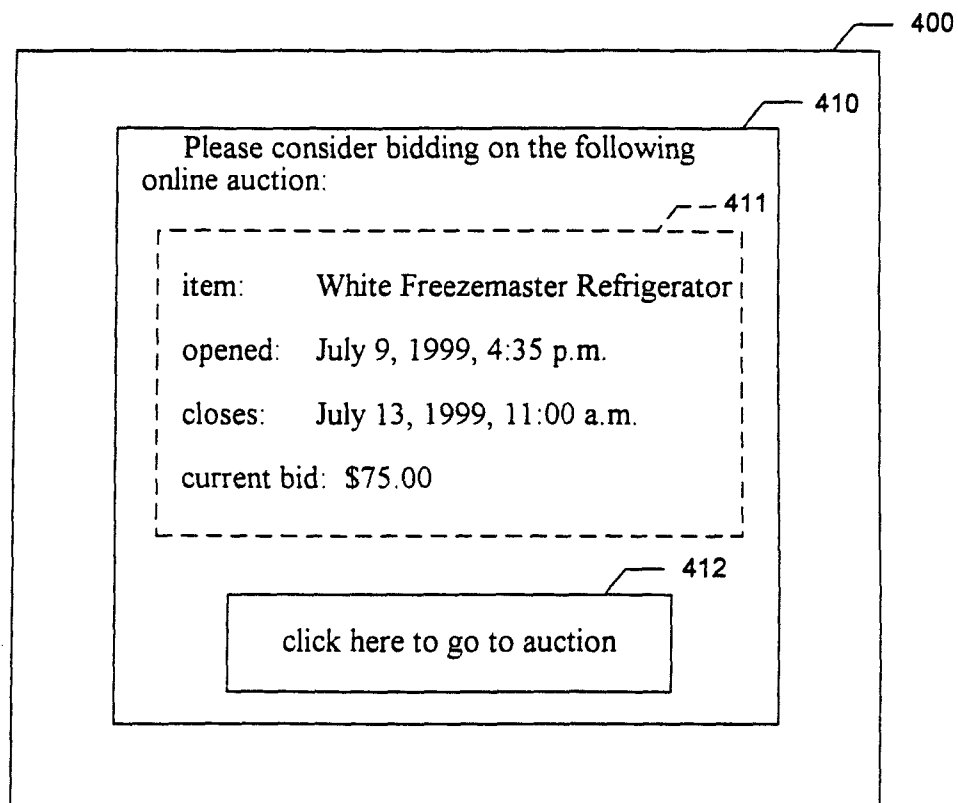 400
410
Please consider bidding on the following
online auction:
411
item: White Freezemaster Refrigerator
opened: July 9, 1999, 4:35 p.m.
closes: July 13, 1999, 11:00 a.m.
current bid: $75.00
412
click here to go to auction